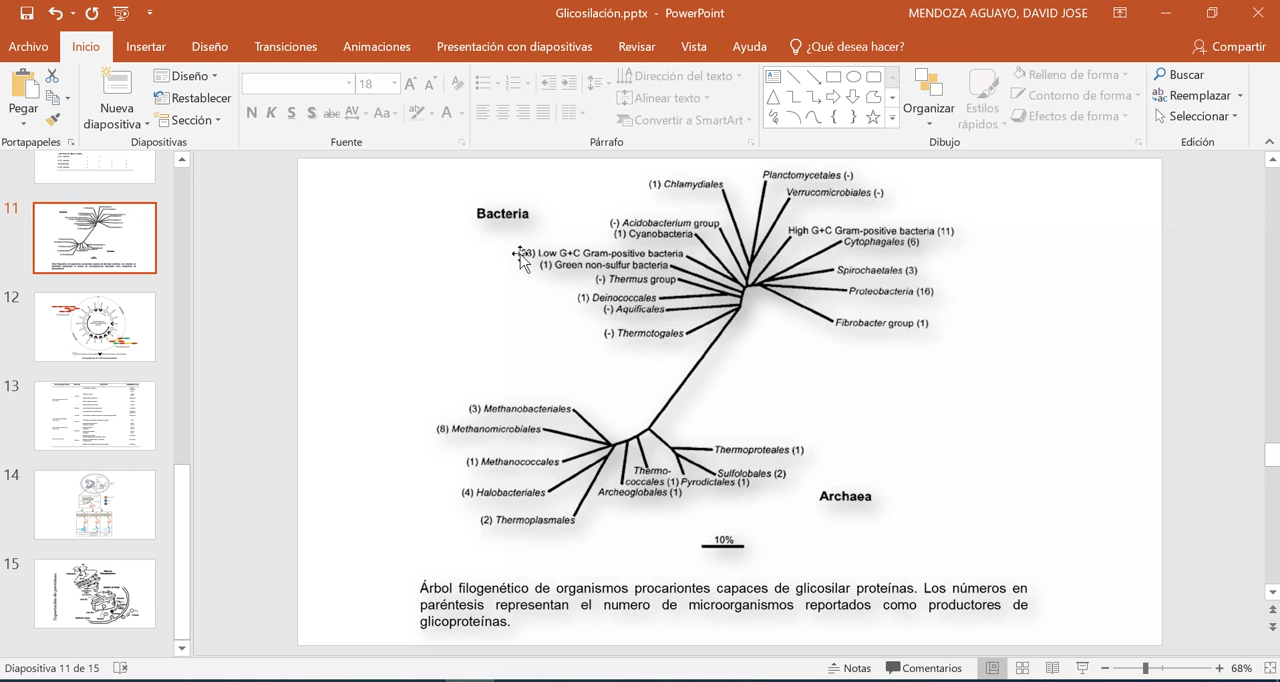 Glicosilación.pptx - PowerPoint
MENDOZA AGUAYO, DAVID JOSE
Archivo
Inicio
Insertar
Diseño
Transiciones
Animaciones
Presentación con diapositivas
Revisar
Vista
Ayuda
¿Qué desea hacer?
Compartir
Pegar
Nueva
diapositiva
Diseño
Restablecer
Sección
18
N K S S abc AV Aa A
Dirección del texto
Alinear texto
Convertir a SmartArt
Organizar
Estilos
rápidos
Relleno de forma
Contorno de forma
Efectos de forma
Buscar
Reemplazar
Seleccionar
Portapapeles
Diapositivas
Fuente
Párrafo
Dibujo
Edición
11
12
13
14
15
Bacteria
(1) Chlamydiales
Planctomycetales (-)
Verrucomicrobiales (-)
(-) Acidobacterium group
(1) Cyanobacteria
High G+C Gram-positive bacteria (11)
Cytophagales (6)
Low G+C Gram-positive bacteria
(1) Green non-sulfur bacteria
Spirochaetales (3)
(-) Thermus group
Proteobacteria (16)
(1) Deinococcales
(-) Aquificales
Fibrobacter group (1)
(-) Thermotogales
(3) Methanobacteriales
(8) Methanomicrobiales
Thermoproteales (1)
(1) Methanococcales
Thermo-
Sulfolobales (2)
coccales (1) Pyrodictales (1)
(4) Halobacteriales
Archeoglobales (1)
Archaea
(2) Thermoplasmales
10%
Árbol filogenético de organismos procariontes capaces de glicosilar proteínas. Los números en
paréntesis representan el numero de microorganismos reportados como productores de
glicoproteínas.
Diapositiva 11 de 15
Notas
Comentarios
68%